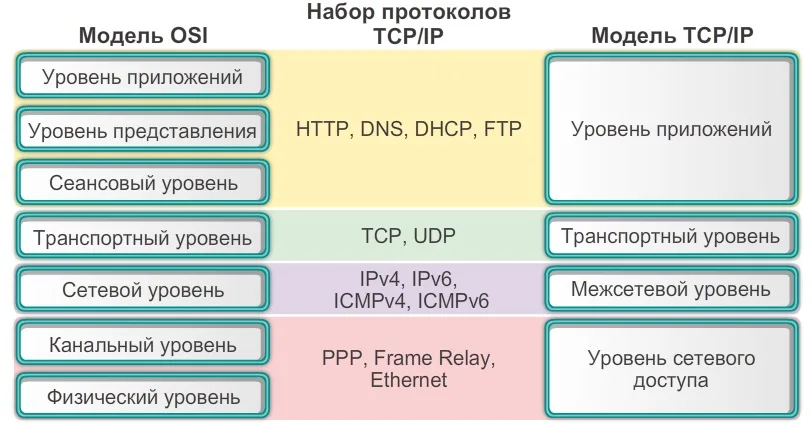 Модель OSI
Набор протоколов
TCP/IP
Модель TCP/IP
Уровень приложений
Уровень представления
Сеансовый уровень
HTTP, DNS, DHCP, FTP
Уровень приложений
Транспортный уровень
TCP, UDP
Транспортный уровень
Сетевой уровень
IPv4, IPv6,
ICMPv4, ICMPv6
Межсетевой уровень
Канальный уровень
Физический уровень
PPP, Frame Relay,
Ethernet
Уровень сетевого
доступа